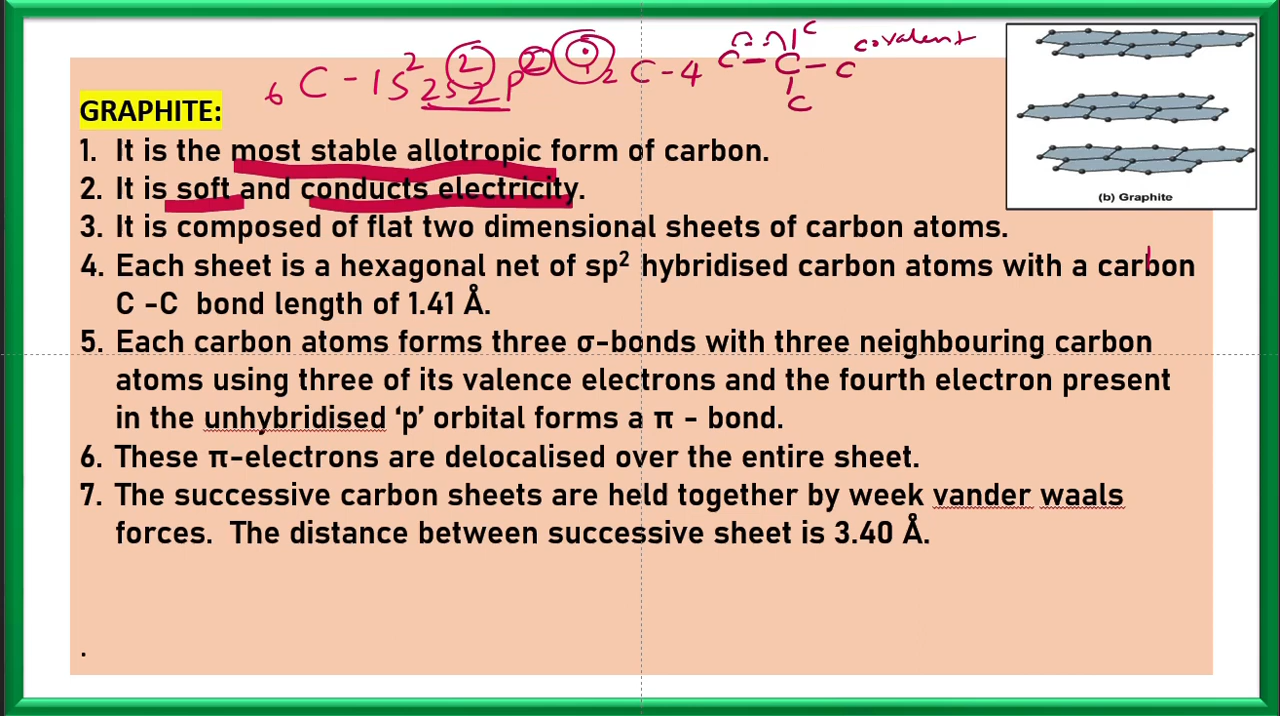 ₆C - 1s² 2s² 2p² C - 4 C - C - C covalent
C
C
GRAPHITE:
1. It is the most stable allotropic form of carbon.
2. It is soft and conducts electricity.
3. It is composed of flat two dimensional sheets of carbon atoms.
4. Each sheet is a hexagonal net of sp² hybridised carbon atoms with a carbon
C -C bond length of 1.41 Å.
5. Each carbon atoms forms three σ-bonds with three neighbouring carbon
atoms using three of its valence electrons and the fourth electron present
in the unhybridised ‘p’ orbital forms a π - bond.
6. These π-electrons are delocalised over the entire sheet.
7. The successive carbon sheets are held together by week vander waals
forces. The distance between successive sheet is 3.40 Å.
.
(b) Graphite